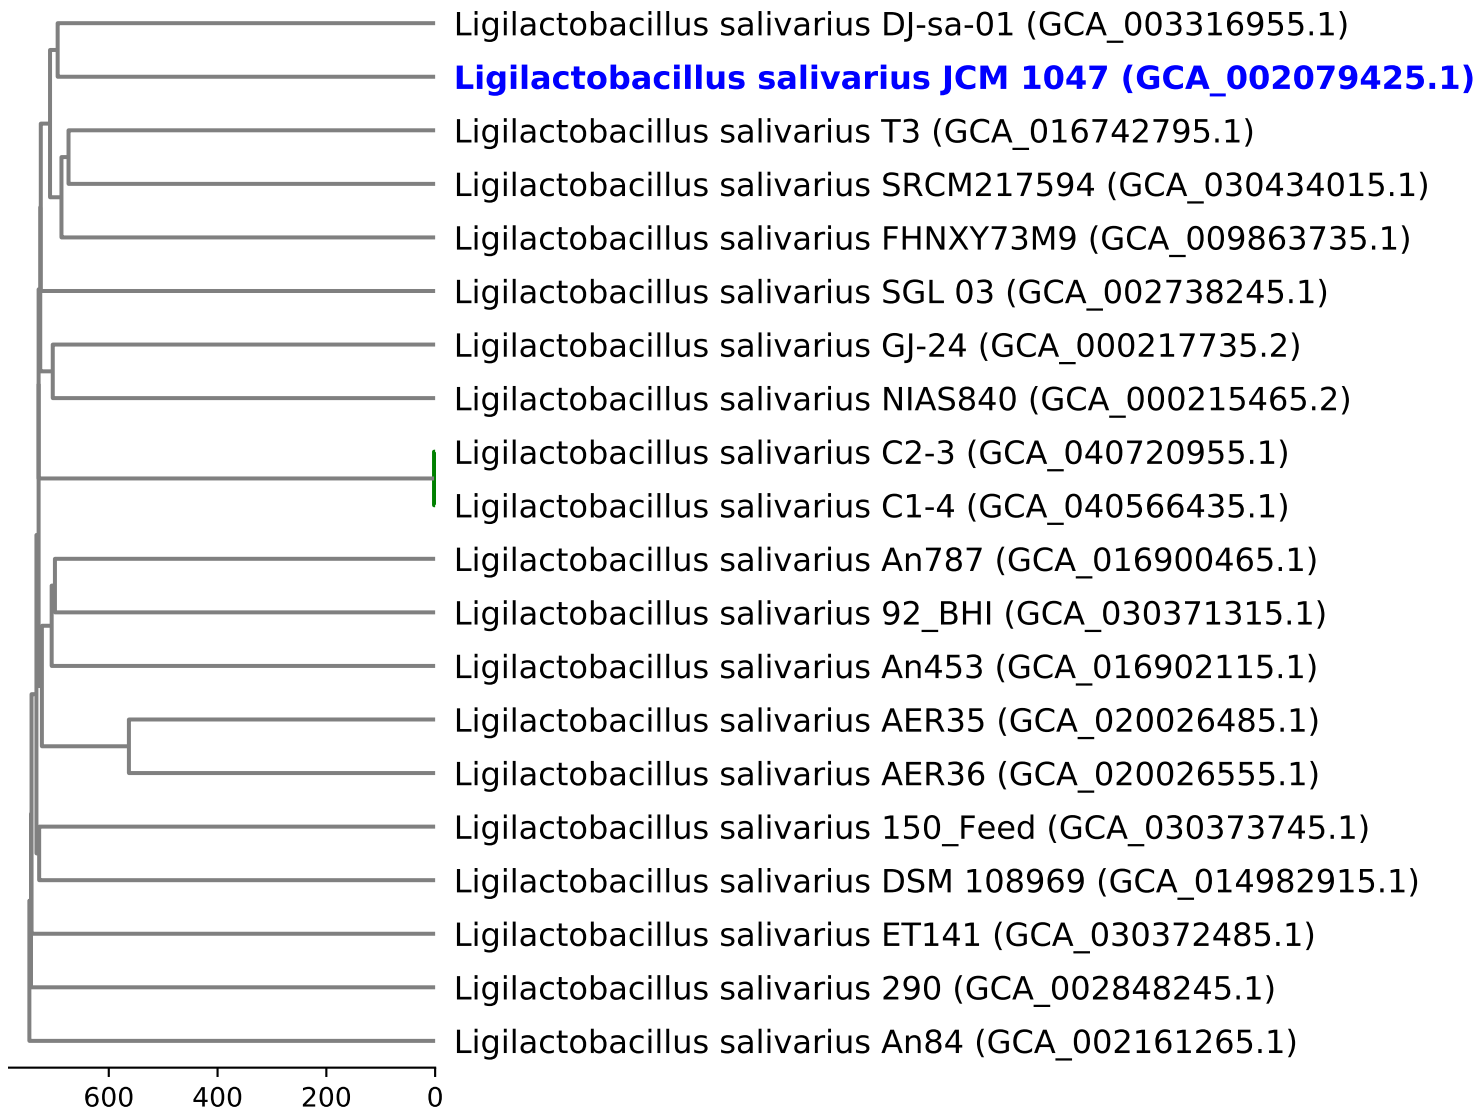 Ligilactobacillus salivarius DJ-sa-01 (GCA_003316955.1)
Ligilactobacillus salivarius JCM 1047 (GCA_002079425.1)
Ligilactobacillus salivarius T3 (GCA_016742795.1)
Ligilactobacillus salivarius SRCM217594 (GCA_030434015.1)
Ligilactobacillus salivarius FHNXY73M9 (GCA_009863735.1)
Ligilactobacillus salivarius SGL 03 (GCA_002738245.1)
Ligilactobacillus salivarius GJ-24 (GCA_000217735.2)
Ligilactobacillus salivarius NIAS840 (GCA_000215465.2)
Ligilactobacillus salivarius C2-3 (GCA_040720955.1)
Ligilactobacillus salivarius C1-4 (GCA_040566435.1)
Ligilactobacillus salivarius An787 (GCA_016900465.1)
Ligilactobacillus salivarius 92_BHI (GCA_030371315.1)
Ligilactobacillus salivarius An453 (GCA_016902115.1)
Ligilactobacillus salivarius AER35 (GCA_020026485.1)
Ligilactobacillus salivarius AER36 (GCA_020026555.1)
Ligilactobacillus salivarius 150_Feed (GCA_030373745.1)
Ligilactobacillus salivarius DSM 108969 (GCA_014982915.1)
Ligilactobacillus salivarius ET141 (GCA_030372485.1)
Ligilactobacillus salivarius 290 (GCA_002848245.1)
Ligilactobacillus salivarius An84 (GCA_002161265.1)
600 400 200 0